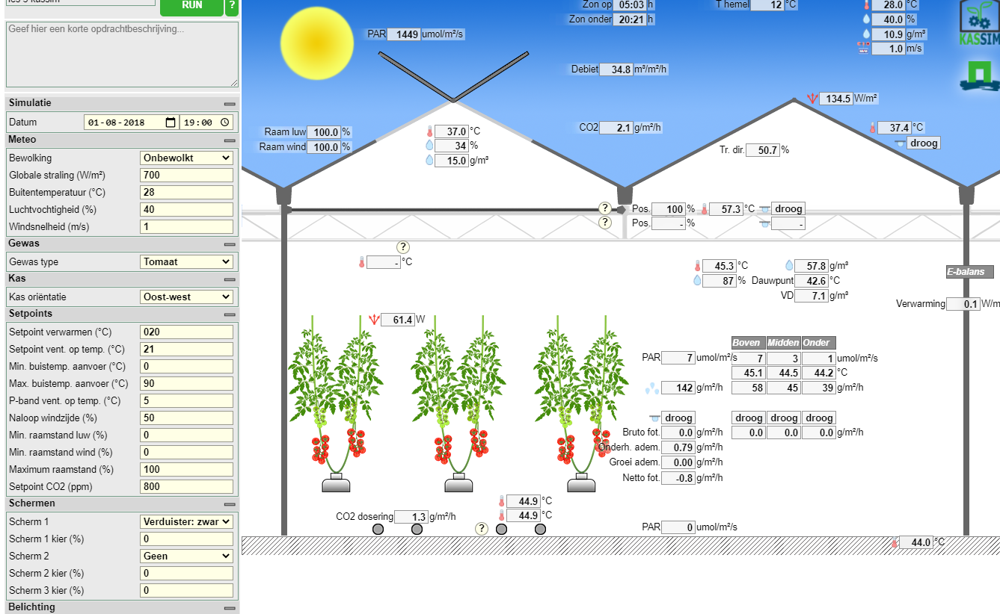 les 3 kassim
RUN
?
Geef hier een korte opdrachtbeschrijving...
Simulatie
Datum 01-08-2018 19:00
Meteo
Bewolking Onbewolkt
Globale straling (W/m²) 700
Buitentemperatuur (°C) 28
Luchtvochtigheid (%) 40
Windsnelheid (m/s) 1
Gewas
Gewas type Tomaat
Kas
Kas oriëntatie Oost-west
Setpoints
Setpoint verwarmen (°C) 020
Setpoint vent. op temp. (°C) 21
Min. buistemp. aanvoer (°C) 0
Max. buistemp. aanvoer (°C) 90
P-band vent. op temp. (°C) 5
Naloop windzijde (%) 50
Min. raamstand luw (%) 0
Min. raamstand wind (%) 0
Maximum raamstand (%) 100
Setpoint CO2 (ppm) 800
Schermen
Scherm 1 Verduister: zwar
Scherm 1 kier (%) 0
Scherm 2 Geen
Scherm 2 kier (%) 0
Scherm 3 kier (%) 0
Belichting
Zon op 05:03 h
Zon onder 20:21 h
T hemel 12 °C
28.0 °C
40.0 %
10.9 g/m³
1.0 m/s
KASSIM
PAR 1449 umol/m²/s
Debiet 34.8 m³/m²/h
134.5 W/m²
Raam luw 100.0 %
Raam wind 100.0 %
37.0 °C
34 %
15.0 g/m³
CO2 2.1 g/m²/h
37.4 °C
droog
Tr. dir. 50.7 %
? Pos. 100 % 57.3 °C droog
? Pos. - % -
?
- °C
45.3 °C 57.8 g/m³
87 % Dauwpunt 42.6 °C
VD 7.1 g/m³
E-balans
Verwarming 0.1 W/m
61.4 W
Boven Midden Onder
PAR 7 umol/m²/s 7 3 1 umol/m²/s
45.1 44.5 44.2 °C
142 g/m²/h 58 45 39 g/m²/h
droog droog droog droog
Bruto fot. 0.0 g/m²/h 0.0 0.0 0.0 g/m²/h
Onderh. adem. 0.79 g/m²/h
Groei adem. 0.00 g/m²/h
Netto fot. -0.8 g/m²/h
44.9 °C
44.9 °C
CO2 dosering 1.3 g/m²/h
?
PAR 0 umol/m²/s
44.0 °C